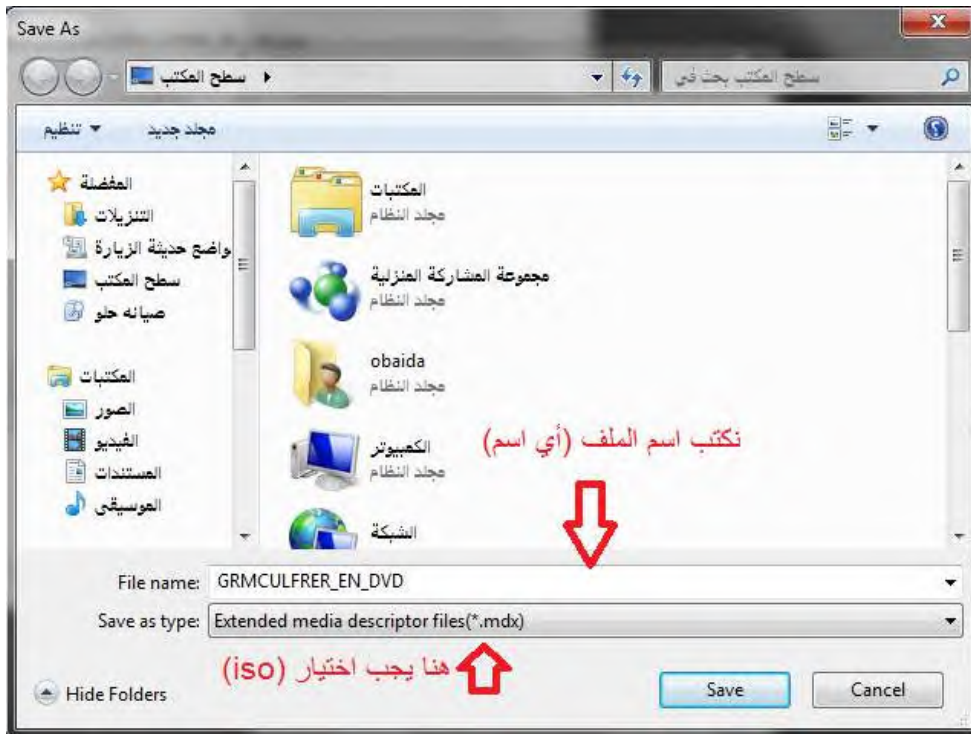 Save As
سطح المكتب
سطح المكتب بحث في
تنظيم
مجلد جديد
المفضلة
التنزيلات
واضع حديثة الزيارة
سطح المكتب
صيانه حلو
المكتبات
الصور
الفيديو
المستندات
الموسيقى
المكتبات
مجلد النظام
مجموعة المشاركة المنزلية
مجلد النظام
obaida
مجلد النظام
الكمبيوتر
مجلد النظام
الشبكة
نكتب اسم الملف (أي اسم)
File name: GRMCULFRER_EN_DVD
Save as type: Extended media descriptor files(*.mdx)
هنا يجب اختيار (iso)
Hide Folders
Save
Cancel